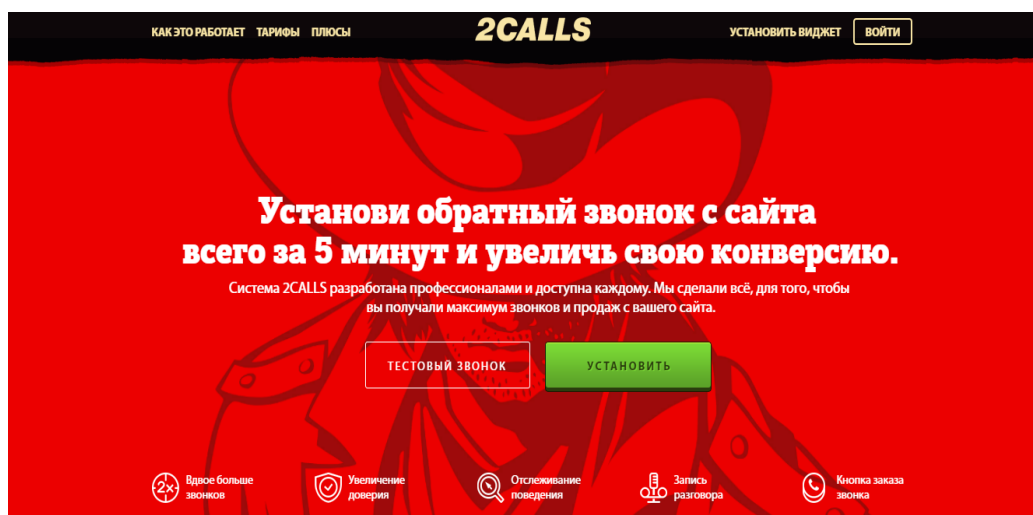 КАК ЭТО РАБОТАЕТ ТАРИФЫ ПЛЮСЫ 2CALLS УСТАНОВИТЬ ВИДЖЕТ ВОЙТИ
Установи обратный звонок с сайта
всего за 5 минут и увеличь свою конверсию.
Система 2CALLS разработана профессионалами и доступна каждому. Мы сделали всё, для того, чтобы
вы получали максимум звонков и продаж с вашего сайта.
ТЕСТОВЫЙ ЗВОНОК УСТАНОВИТЬ
2x Вдвое больше
звонков
Увеличение
доверия
Отслеживание
поведения
Запись
разговора
Кнопка заказа
звонка